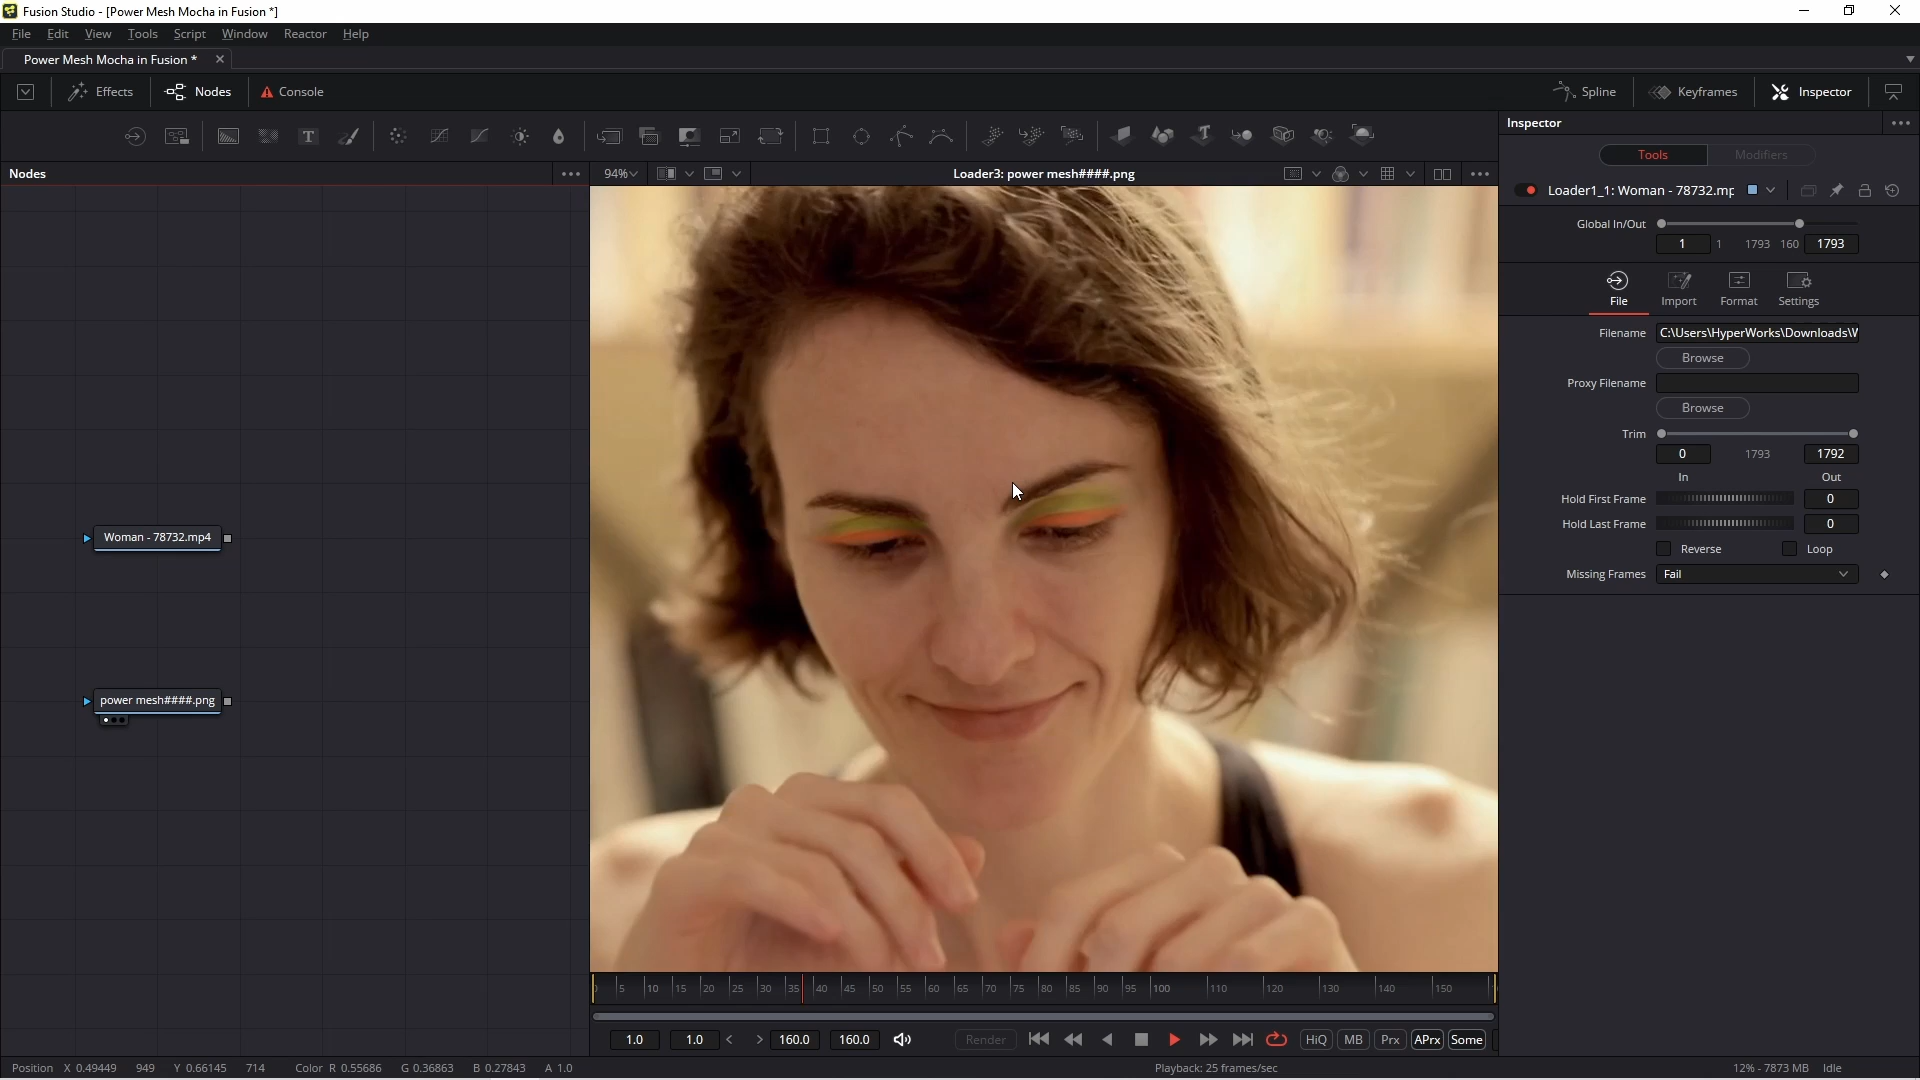 Fusion Studio - [Power Mesh Mocha in Fusion *]
File Edit View Tools Script Window Reactor Help
Power Mesh Mocha in Fusion *
Effects Nodes Console Spline Keyframes Inspector
T
Inspector
Tools Modifiers
Nodes
94%
Loader3: power mesh####.png
Loader1_1: Woman - 78732.mp
Global In/Out
1 1 1793 160 1793
File Import Format Settings
Filename C:\Users\HyperWorks\Downloads\W
Browse
Proxy Filename
Browse
Trim
0 1793 1792
In Out
Hold First Frame 0
Hold Last Frame 0
Reverse Loop
Missing Frames Fail
Woman - 78732.mp4
power mesh####.png
5 10 15 20 25 30 35 40 45 50 55 60 65 70 75 80 85 90 95 100 110 120 130 140 150
1.0 1.0 < > 160.0 160.0 Render HiQ MB Prx APrx Some
Position X 0.49449 949 Y 0.66145 714 Color R 0.55686 G 0.36863 B 0.27843 A 1.0 Playback: 25 frames/sec 12% - 7873 MB Idle